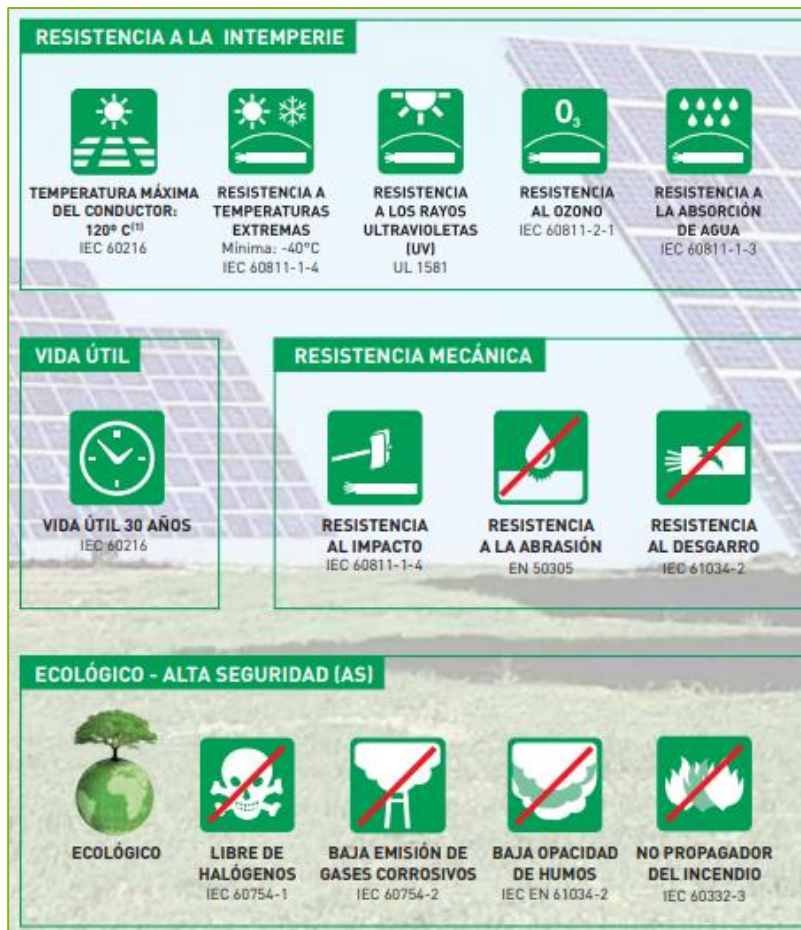 RESISTENCIA A LA INTEMPERIE
TEMPERATURA MÁXIMA
DEL CONDUCTOR:
120º C(1)
IEC 60216
RESISTENCIA A
TEMPERATURAS
EXTREMAS
Mínima: -40°C
IEC 60811-1-4
RESISTENCIA
A LOS RAYOS
ULTRAVIOLETAS
(UV)
UL 1581
O3
RESISTENCIA
AL OZONO
IEC 60811-2-1
RESISTENCIA A
LA ABSORCIÓN
DE AGUA
IEC 60811-1-3
VIDA ÚTIL
VIDA ÚTIL 30 AÑOS
IEC 60216
RESISTENCIA MECÁNICA
RESISTENCIA
AL IMPACTO
IEC 60811-1-4
RESISTENCIA
A LA ABRASIÓN
EN 50305
RESISTENCIA
AL DESGARRO
IEC 61034-2
ECOLÓGICO - ALTA SEGURIDAD (AS)
ECOLÓGICO
LIBRE DE
HALÓGENOS
IEC 60754-1
BAJA EMISIÓN DE
GASES CORROSIVOS
IEC 60754-2
BAJA OPACIDAD
DE HUMOS
IEC EN 61034-2
NO PROPAGADOR
DEL INCENDIO
IEC 60332-3